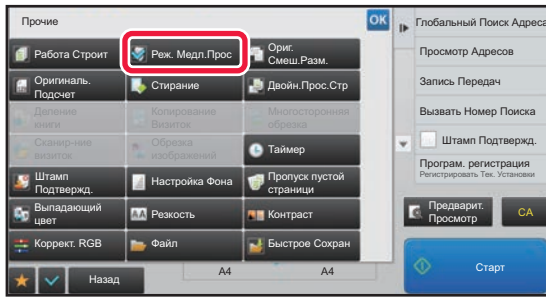 Прочие
OK
Работа Строит
Реж. Медл.Прос
Ориг.
Смеш.Разм.
Оригиналь.
Подсчет
Стирание
Двойн.Прос.Стр
Деление
книги
Копирование
Визиток
Многосторонняя
обрезка
Сканир-ние
визиток
Обрезка
изображений
Таймер
Штамп
Подтвержд.
Настройка Фона
Пропуск пустой
страници
Выпадающий
цвет
Резкость
Контраст
Коррект. RGB
Файл
Быстрое Сохран
Назад
A4
A4
Глобальный Поиск Адреса
Просмотр Адресов
Запись Передач
Вызвать Номер Поиска
Штамп Подтвержд.
Програм. регистрация
Регистрировать Тек. Установки
Предварит.
Просмотр
CA
Старт